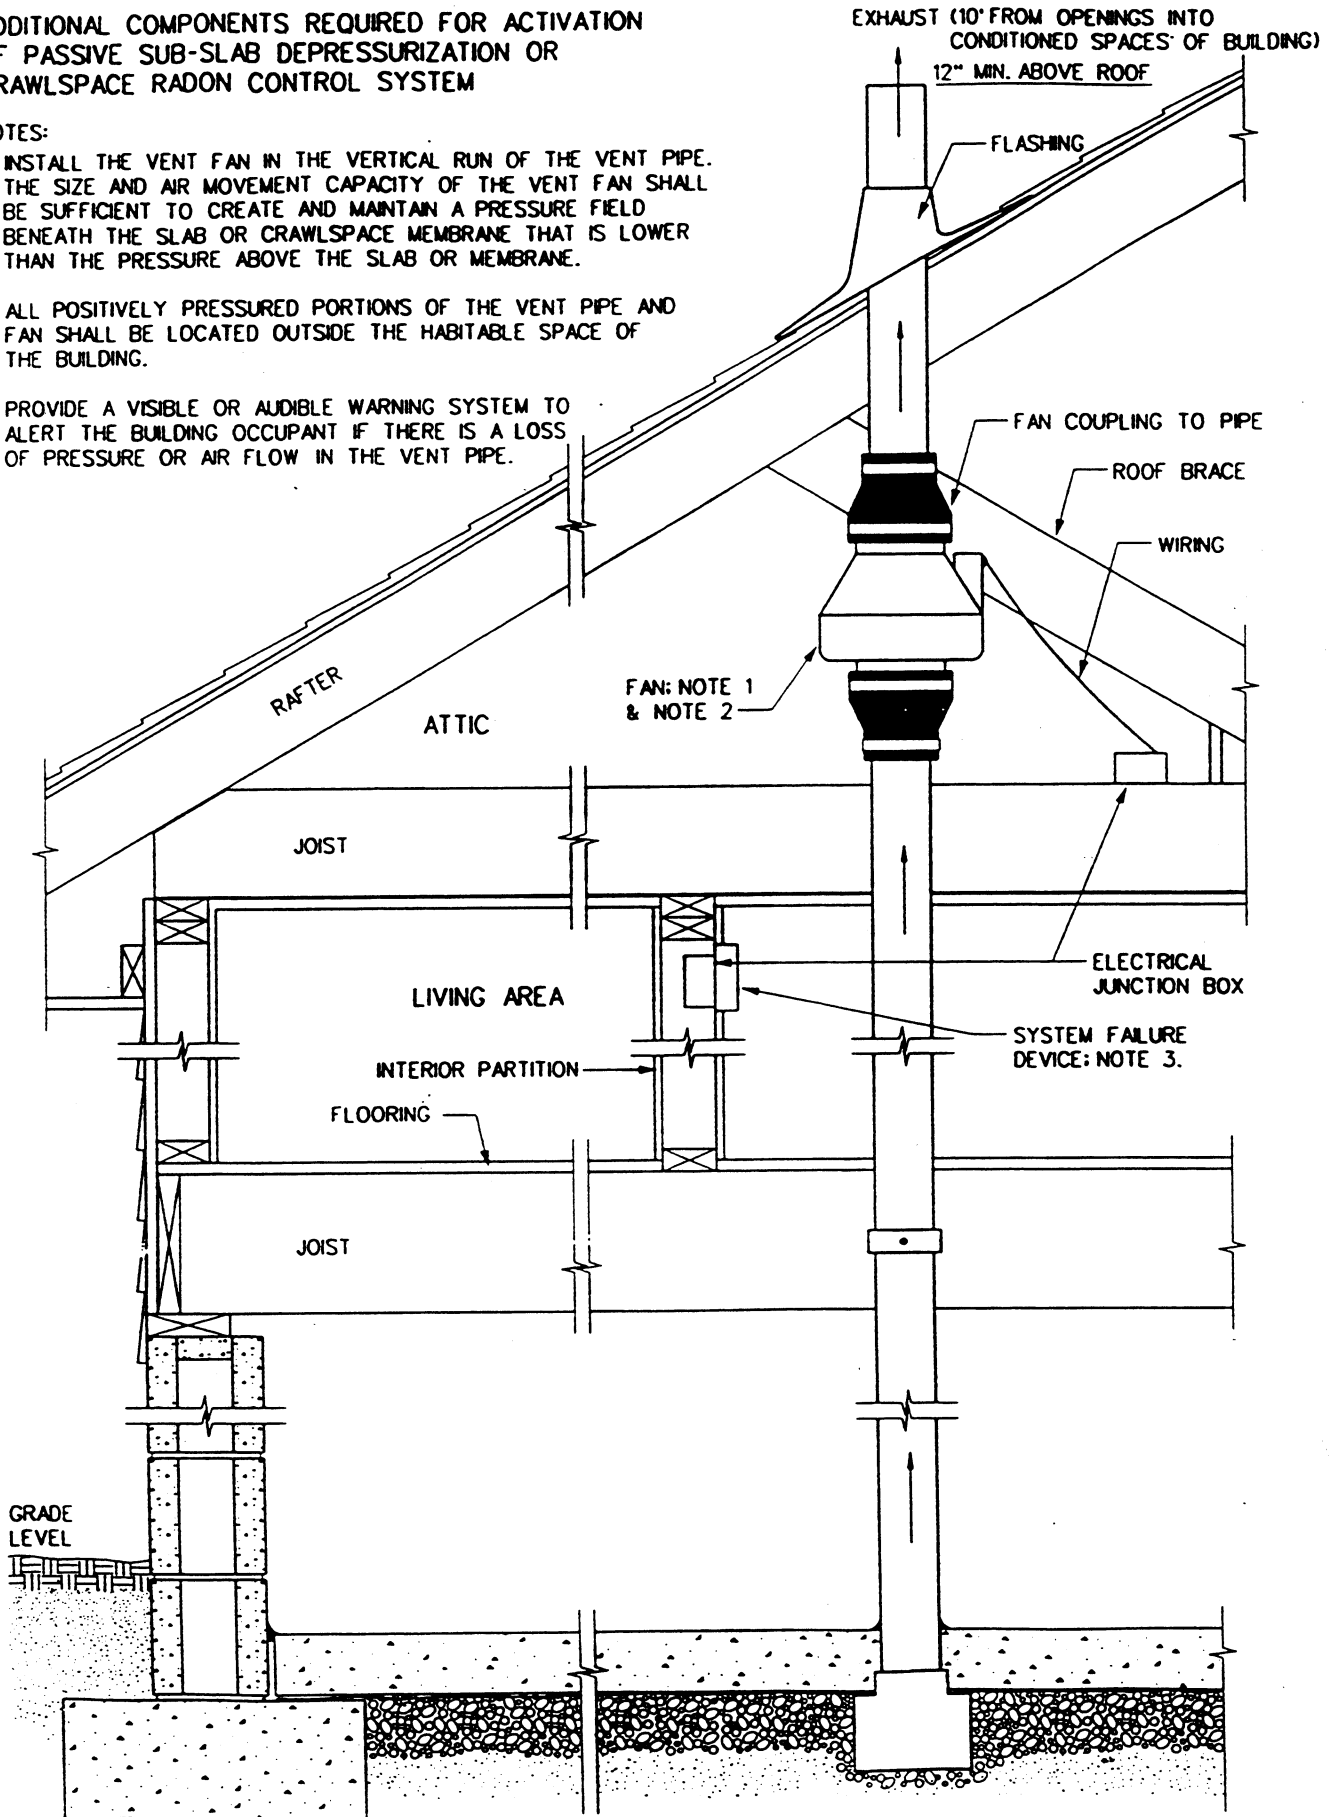 DDITIONAL COMPONENTS REQUIRED FOR ACTIVATION
F PASSIVE SUB-SLAB DEPRESSURIZATION OR
RAWLSPACE RADON CONTROL SYSTEM
OTES:
INSTALL THE VENT FAN IN THE VERTICAL RUN OF THE VENT PIPE.
THE SIZE AND AIR MOVEMENT CAPACITY OF THE VENT FAN SHALL
BE SUFFICIENT TO CREATE AND MAINTAIN A PRESSURE FIELD
BENEATH THE SLAB OR CRAWLSPACE MEMBRANE THAT IS LOWER
THAN THE PRESSURE ABOVE THE SLAB OR MEMBRANE.
ALL POSITIVELY PRESSURED PORTIONS OF THE VENT PIPE AND
FAN SHALL BE LOCATED OUTSIDE THE HABITABLE SPACE OF
THE BUILDING.
PROVIDE A VISIBLE OR AUDIBLE WARNING SYSTEM TO
ALERT THE BUILDING OCCUPANT IF THERE IS A LOSS
OF PRESSURE OR AIR FLOW IN THE VENT PIPE.
EXHAUST (10' FROM OPENINGS INTO
CONDITIONED SPACES OF BUILDING)
12" MIN. ABOVE ROOF
FLASHING
FAN COUPLING TO PIPE
ROOF BRACE
WIRING
FAN: NOTE 1
& NOTE 2
RAFTER
ATTIC
JOIST
LIVING AREA
ELECTRICAL
JUNCTION BOX
SYSTEM FAILURE
DEVICE: NOTE 3.
INTERIOR PARTITION
FLOORING
JOIST
GRADE
LEVEL